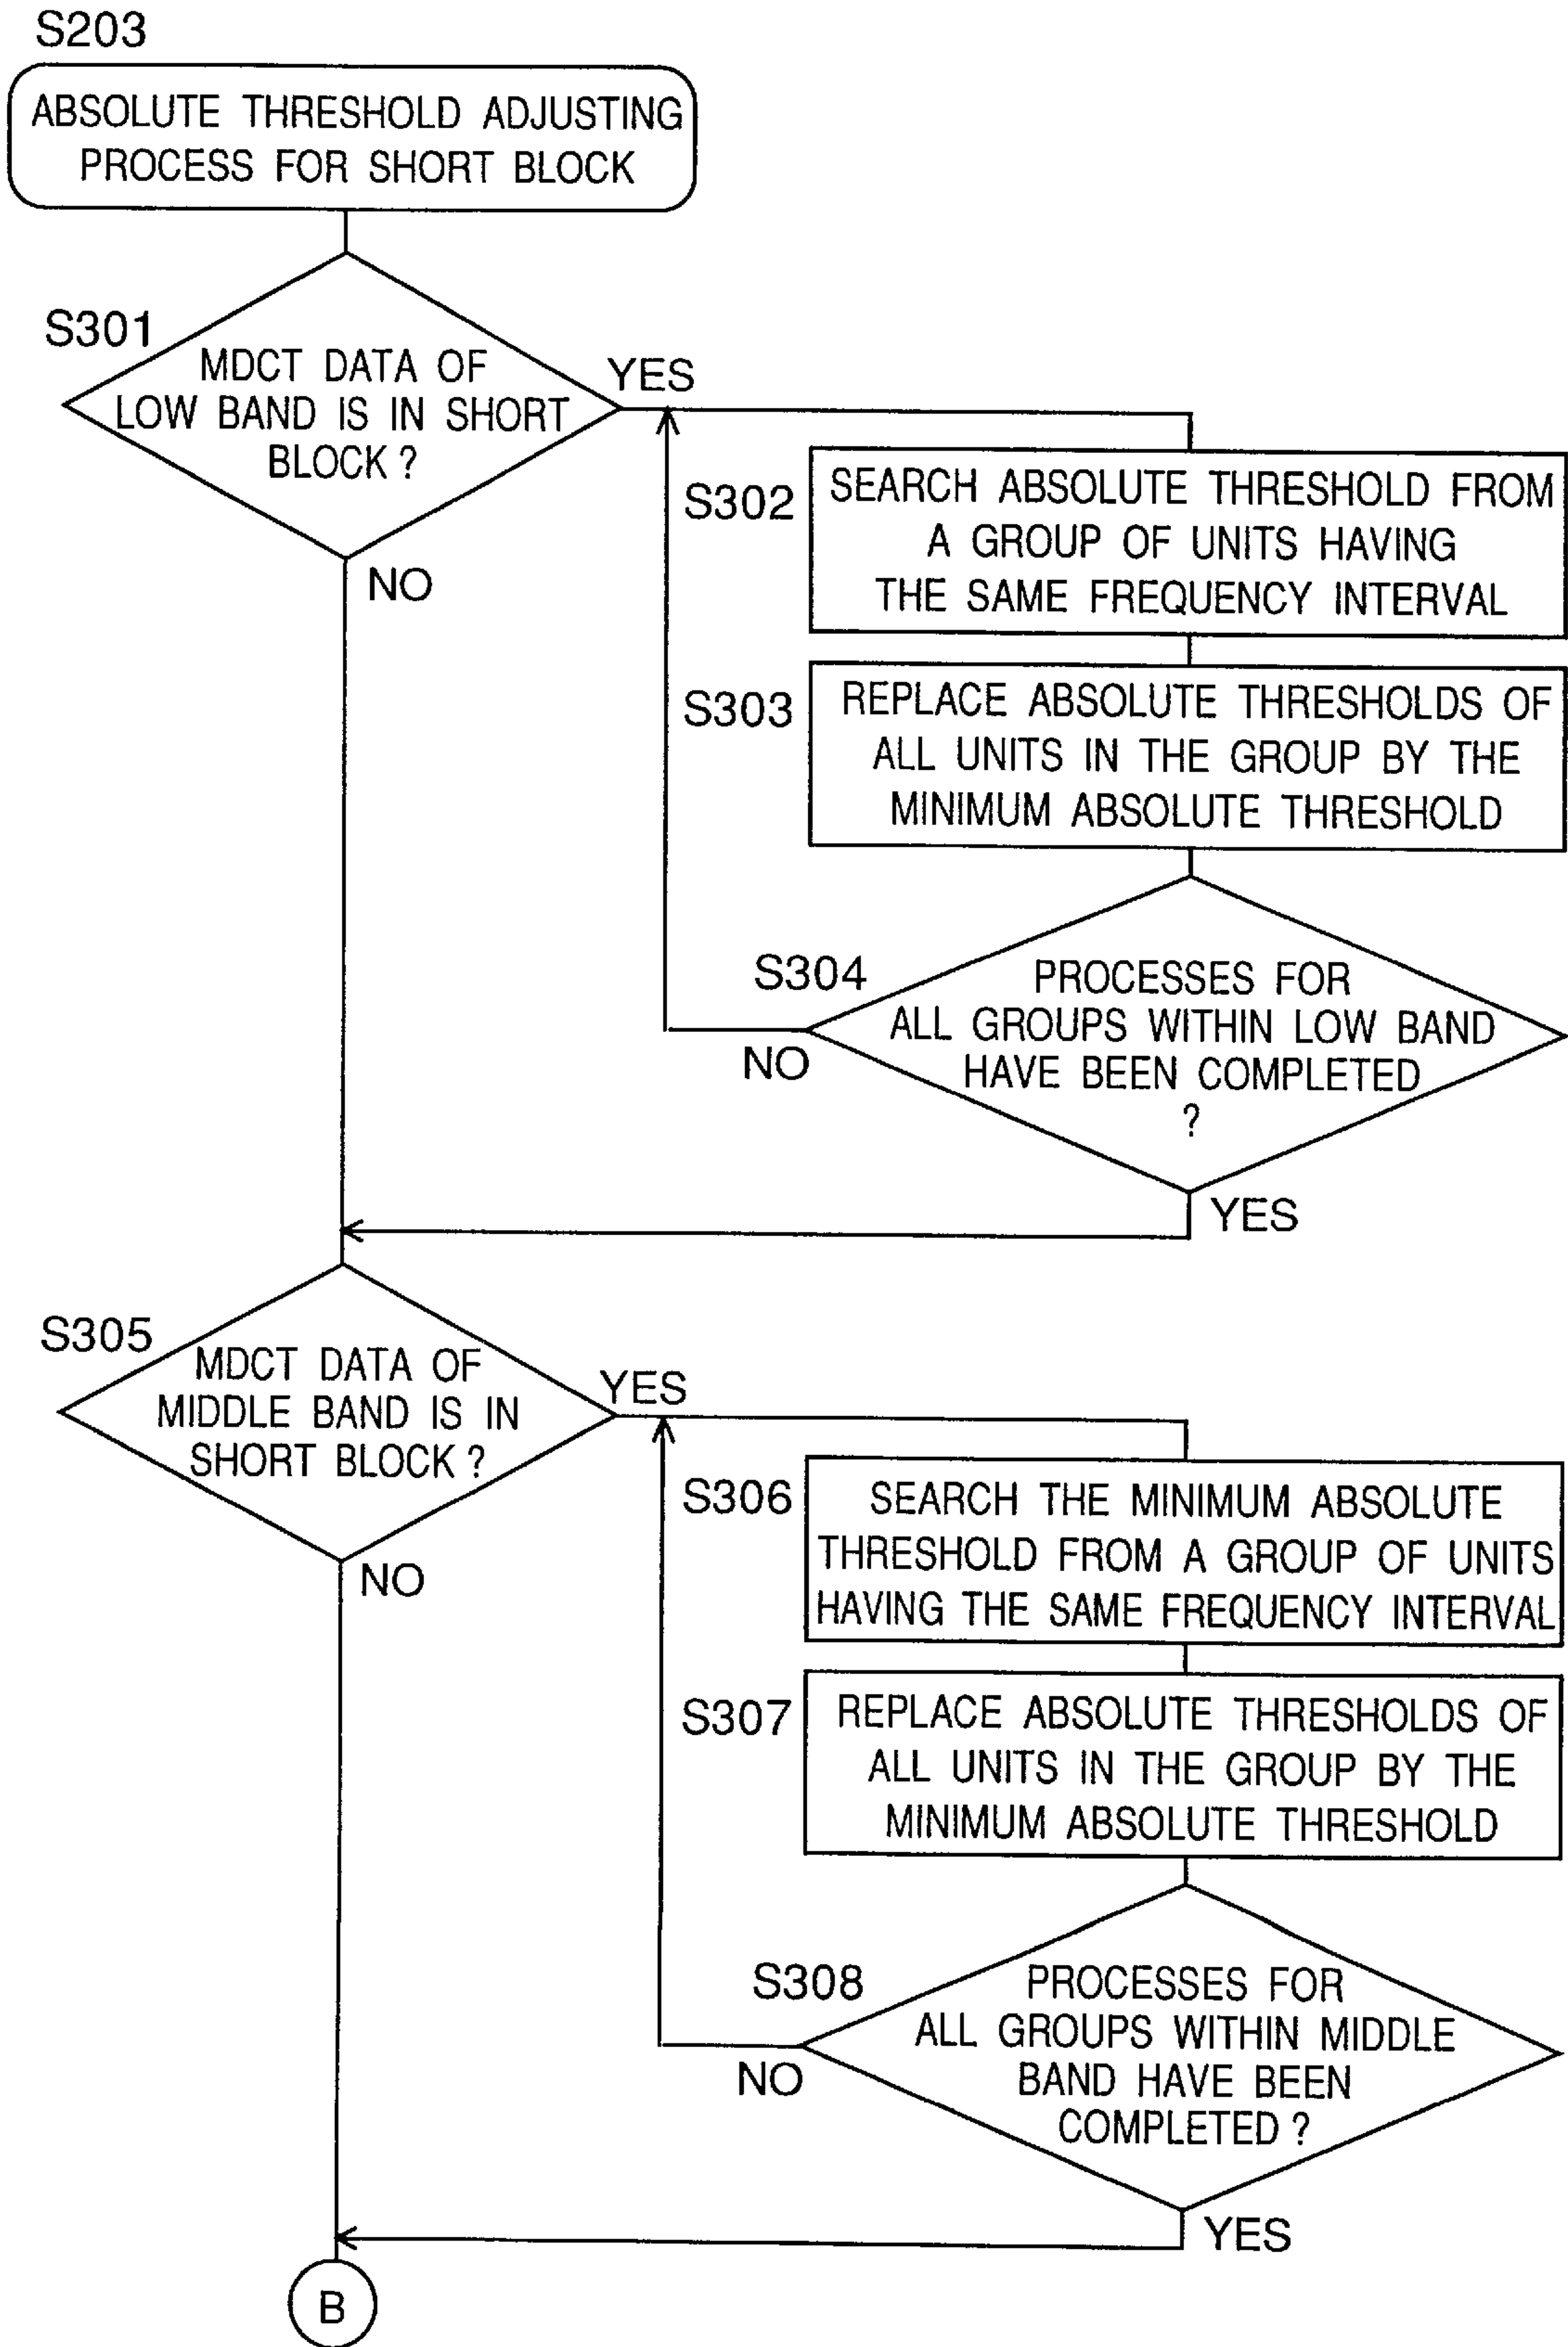 S203
ABSOLUTE THRESHOLD ADJUSTING
PROCESS FOR SHORT BLOCK
S301
MDCT DATA OF
LOW BAND IS IN SHORT
BLOCK ?
YES
NO
S302
SEARCH ABSOLUTE THRESHOLD FROM
A GROUP OF UNITS HAVING
THE SAME FREQUENCY INTERVAL
S303
REPLACE ABSOLUTE THRESHOLDS OF
ALL UNITS IN THE GROUP BY THE
MINIMUM ABSOLUTE THRESHOLD
S304
PROCESSES FOR
ALL GROUPS WITHIN LOW BAND
HAVE BEEN COMPLETED
?
NO
YES
S305
MDCT DATA OF
MIDDLE BAND IS IN
SHORT BLOCK ?
YES
NO
S306
SEARCH THE MINIMUM ABSOLUTE
THRESHOLD FROM A GROUP OF UNITS
HAVING THE SAME FREQUENCY INTERVAL
S307
REPLACE ABSOLUTE THRESHOLDS OF
ALL UNITS IN THE GROUP BY THE
MINIMUM ABSOLUTE THRESHOLD
S308
PROCESSES FOR
ALL GROUPS WITHIN MIDDLE
BAND HAVE BEEN
COMPLETED ?
NO
YES
B